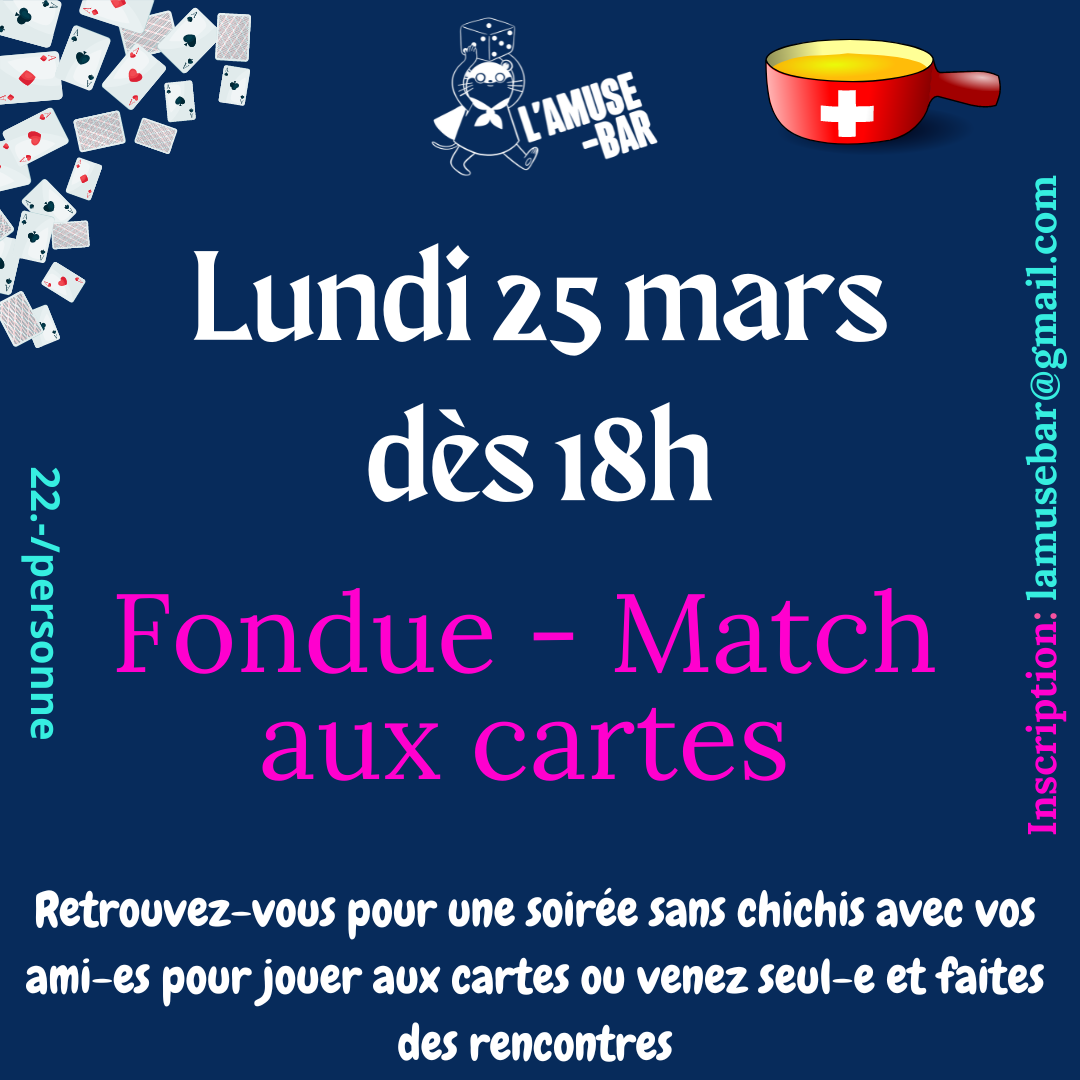 L'AMUSE
-BAR
Lundi 25 mars
dès 18h
22.-/personne
Fondue - Match
aux cartes
Inscription: lamusebar@gmail.com
Retrouvez-vous pour une soirée sans chichis avec vos
ami-es pour jouer aux cartes ou venez seul-e et faites
des rencontres